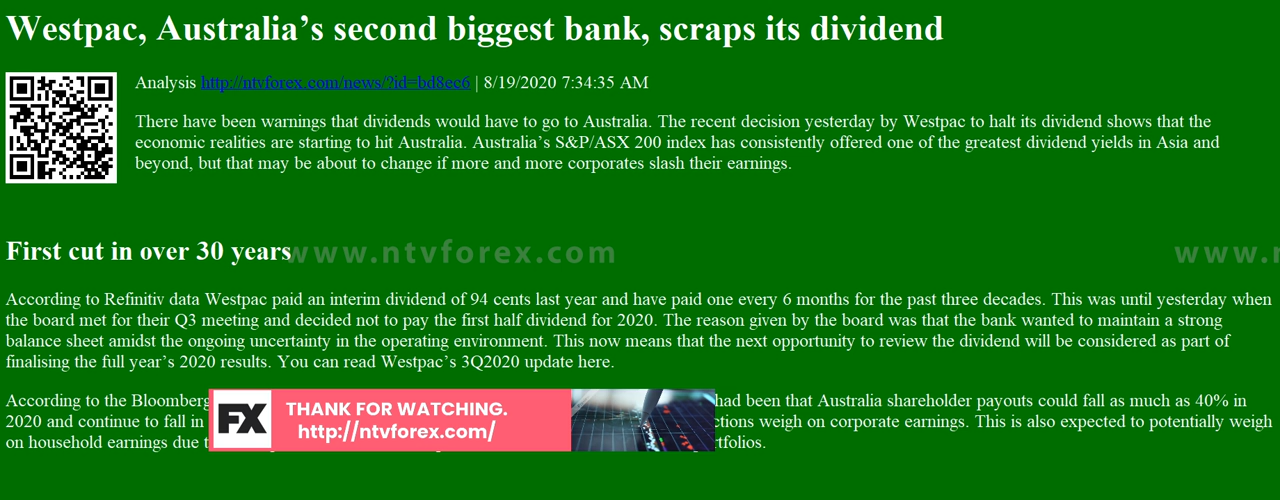 Westpac, Australia’s second biggest bank, scraps its dividend
Analysis http://ntvforex.com/news/?id=bd8ec6 | 8/19/2020 7:34:35 AM
There have been warnings that dividends would have to go to Australia. The recent decision yesterday by Westpac to halt its dividend shows that the
economic realities are starting to hit Australia. Australia’s S&P/ASX 200 index has consistently offered one of the greatest dividend yields in Asia and
beyond, but that may be about to change if more and more corporates slash their earnings.
First cut in over 30 years
www.ntvforex.com
www.n
According to Refinitiv data Westpac paid an interim dividend of 94 cents last year and have paid one every 6 months for the past three decades. This was until yesterday when
the board met for their Q3 meeting and decided not to pay the first half dividend for 2020. The reason given by the board was that the bank wanted to maintain a strong
balance sheet amidst the ongoing uncertainty in the operating environment. This now means that the next opportunity to review the dividend will be considered as part of
finalising the full year’s 2020 results. You can read Westpac’s 3Q2020 update here.
According to the Bloomberg had been that Australia shareholder payouts could fall as much as 40% in
2020 and continue to fall in ctions weigh on corporate earnings. This is also expected to potentially weigh
on household earnings due t rtfolios.
FX
THANK FOR WATCHING.
http://ntvforex.com/